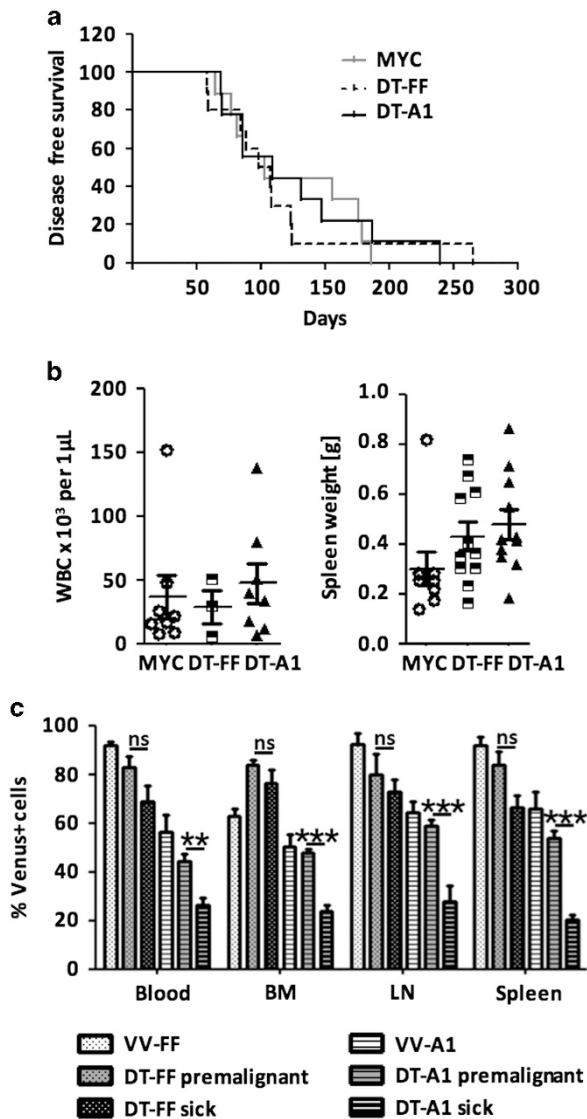 a
Disease free survival
120
100
80
60
40
20
0
MYC
DT-FF
DT-A1
50 100 150 200 250 300
Days
b
WBC x 10³ per 1µL
200
150
100
50
0
MYC DT-FF DT-A1
Spleen weight [g]
1.0
0.8
0.6
0.4
0.2
0.0
MYC DT-FF DT-A1
c
% Venus+ cells
100
80
60
40
20
0
ns ** ns *** ns *** ns ***
Blood BM LN Spleen
VV-FF
DT-FF premalignant
DT-FF sick
VV-A1
DT-A1 premalignant
DT-A1 sick